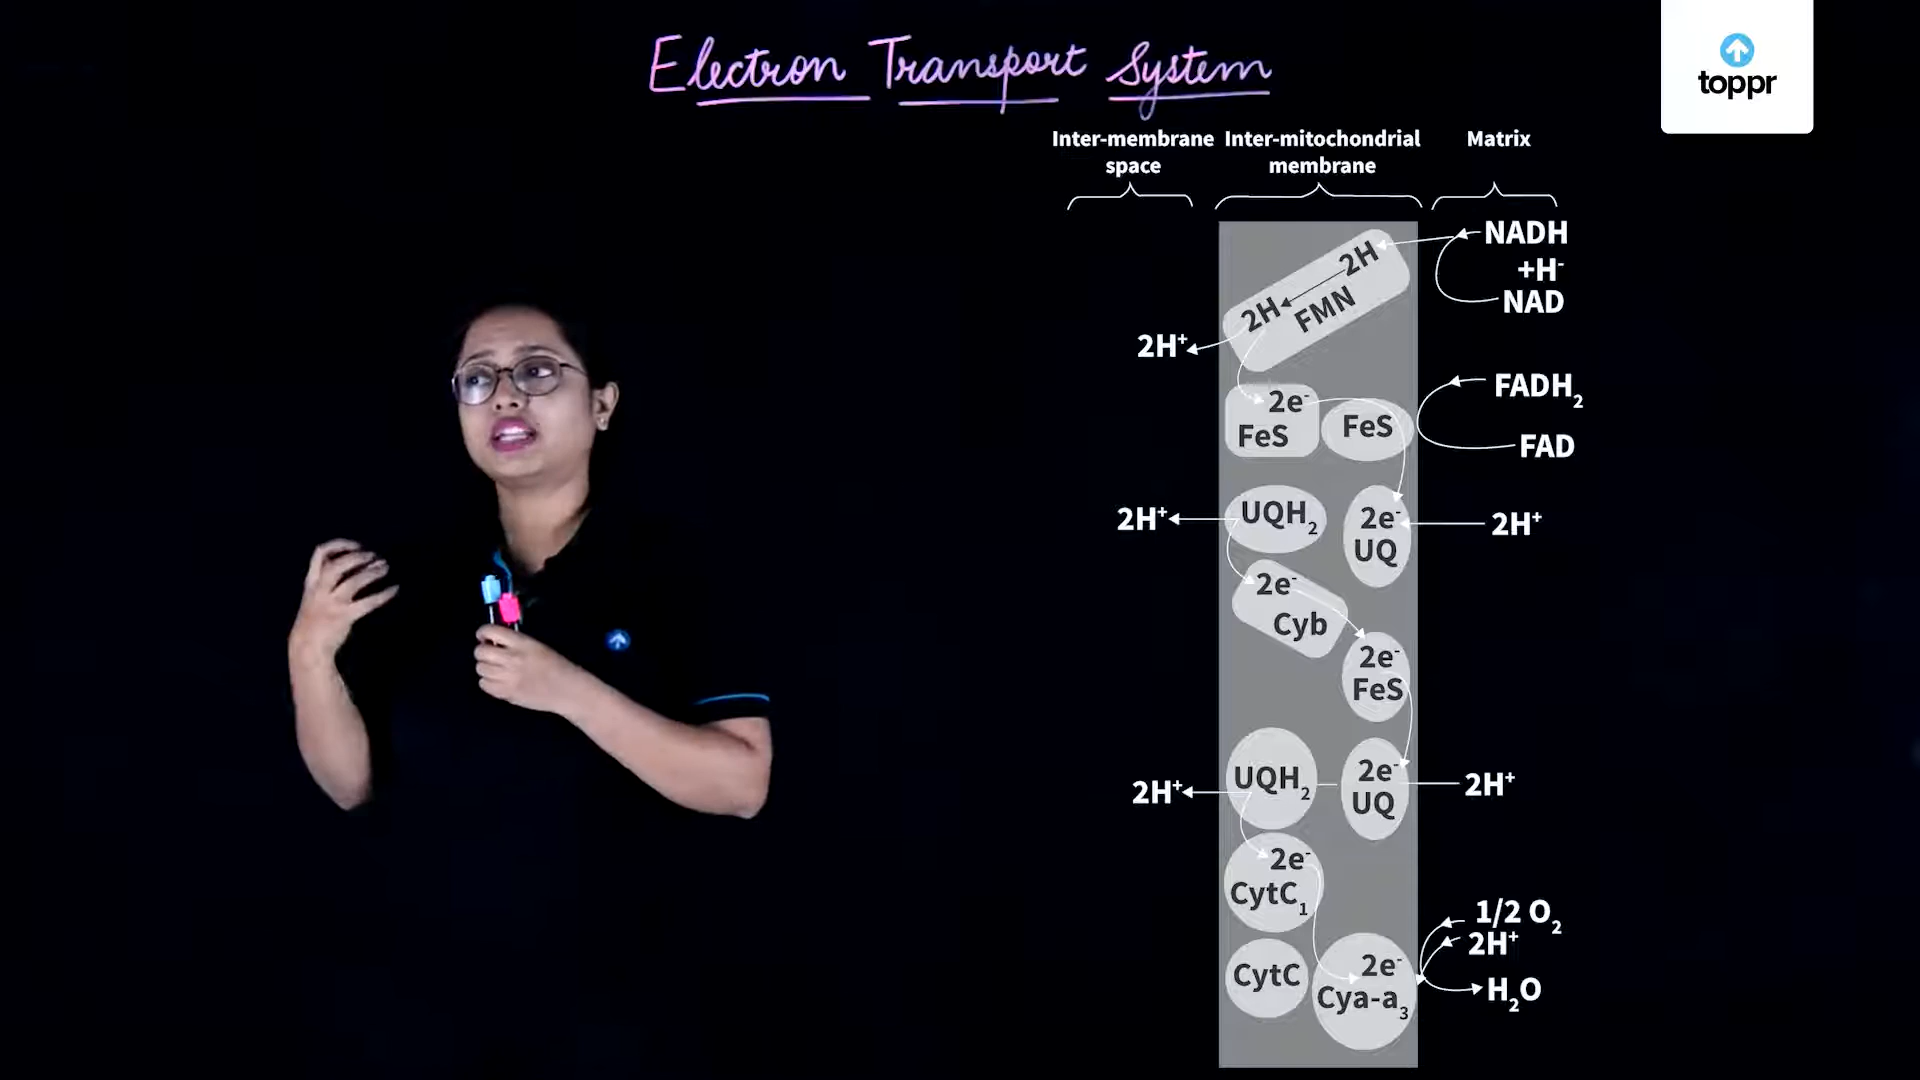 Electron Transport System
toppr
Inter-membrane space
Inter-mitochondrial membrane
Matrix
NADH
+H⁻
NAD
2H
2H
FMN
2H⁺
FADH₂
FAD
2e⁻
FeS
FeS
2H⁺
UQH₂
2e⁻
UQ
2H⁺
2e⁻
Cyb
2e⁻
FeS
2H⁺
UQH₂
2e⁻
UQ
2H⁺
2e⁻
CytC₁
1/2 O₂
2H⁺
H₂O
CytC
2e⁻
Cya-a₃